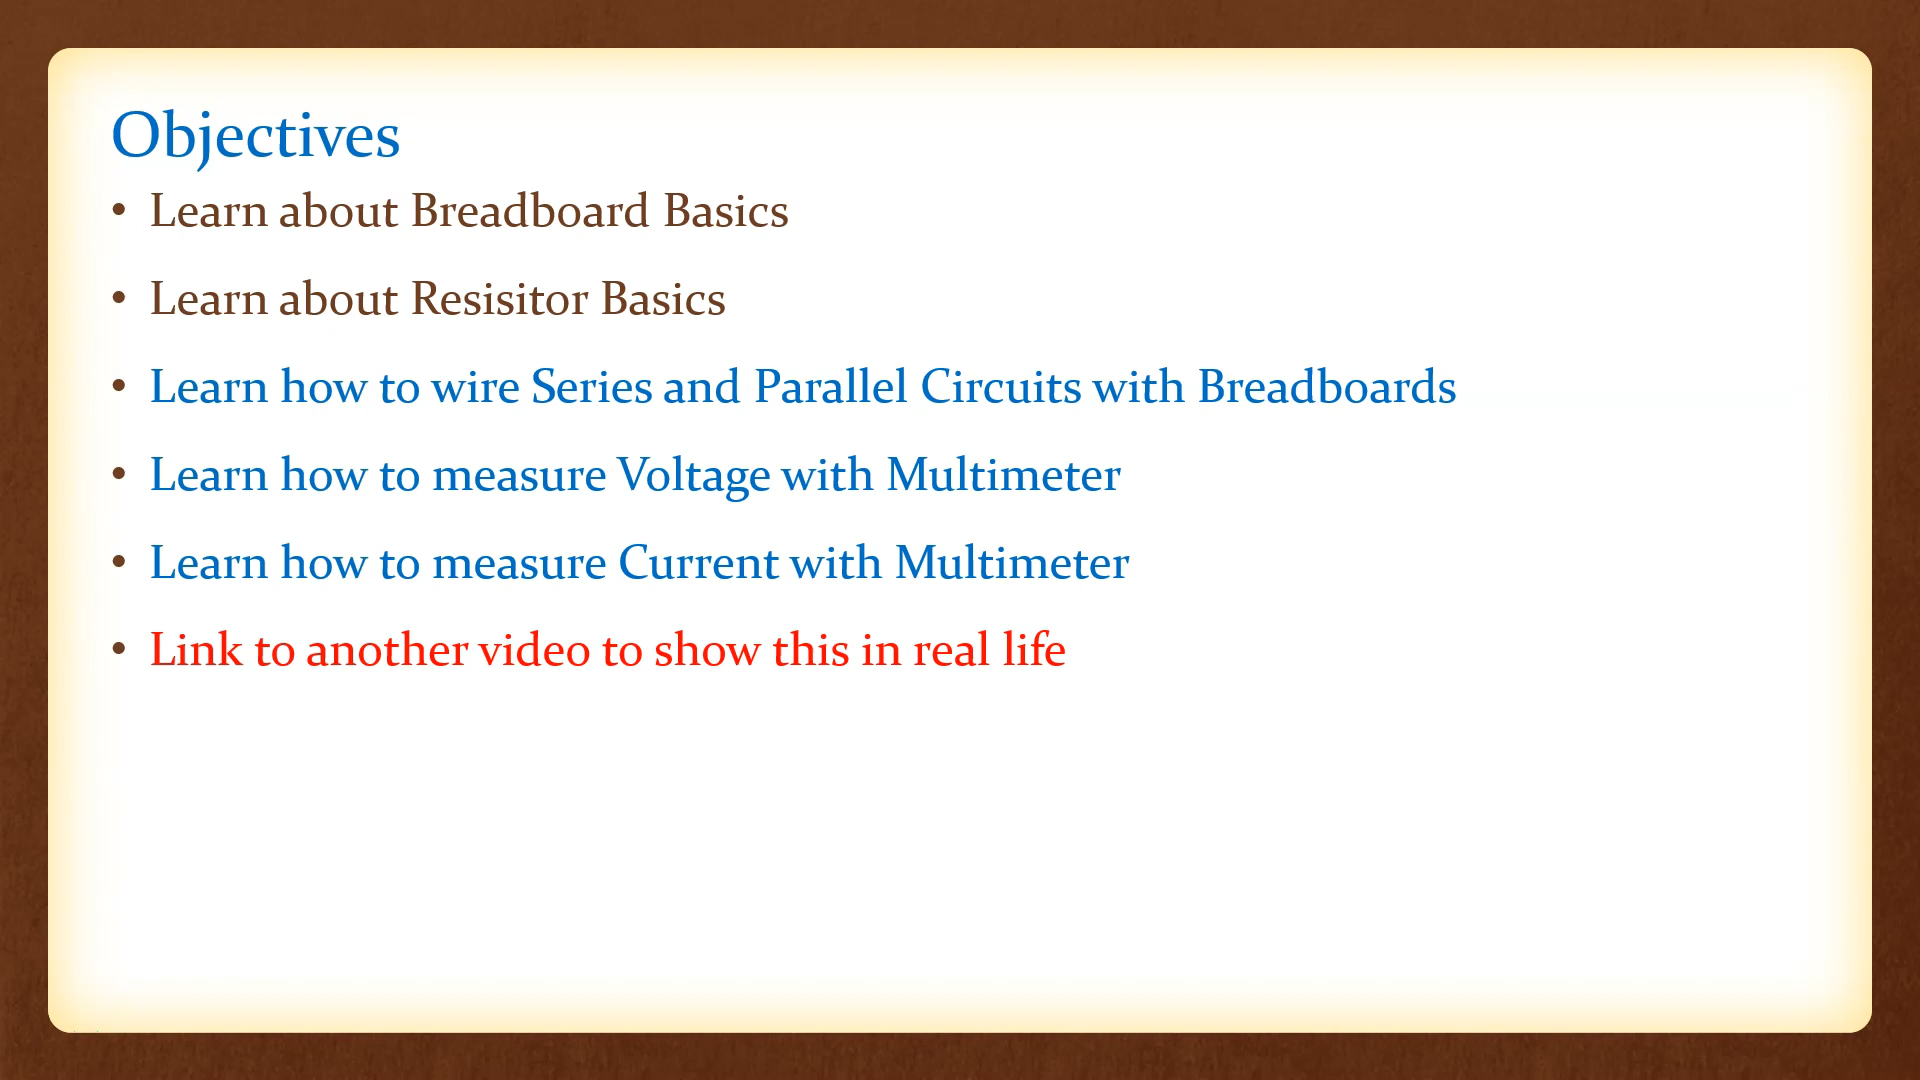 Objectives
• Learn about Breadboard Basics
• Learn about Resisitor Basics
• Learn how to wire Series and Parallel Circuits with Breadboards
• Learn how to measure Voltage with Multimeter
• Learn how to measure Current with Multimeter
• Link to another video to show this in real life